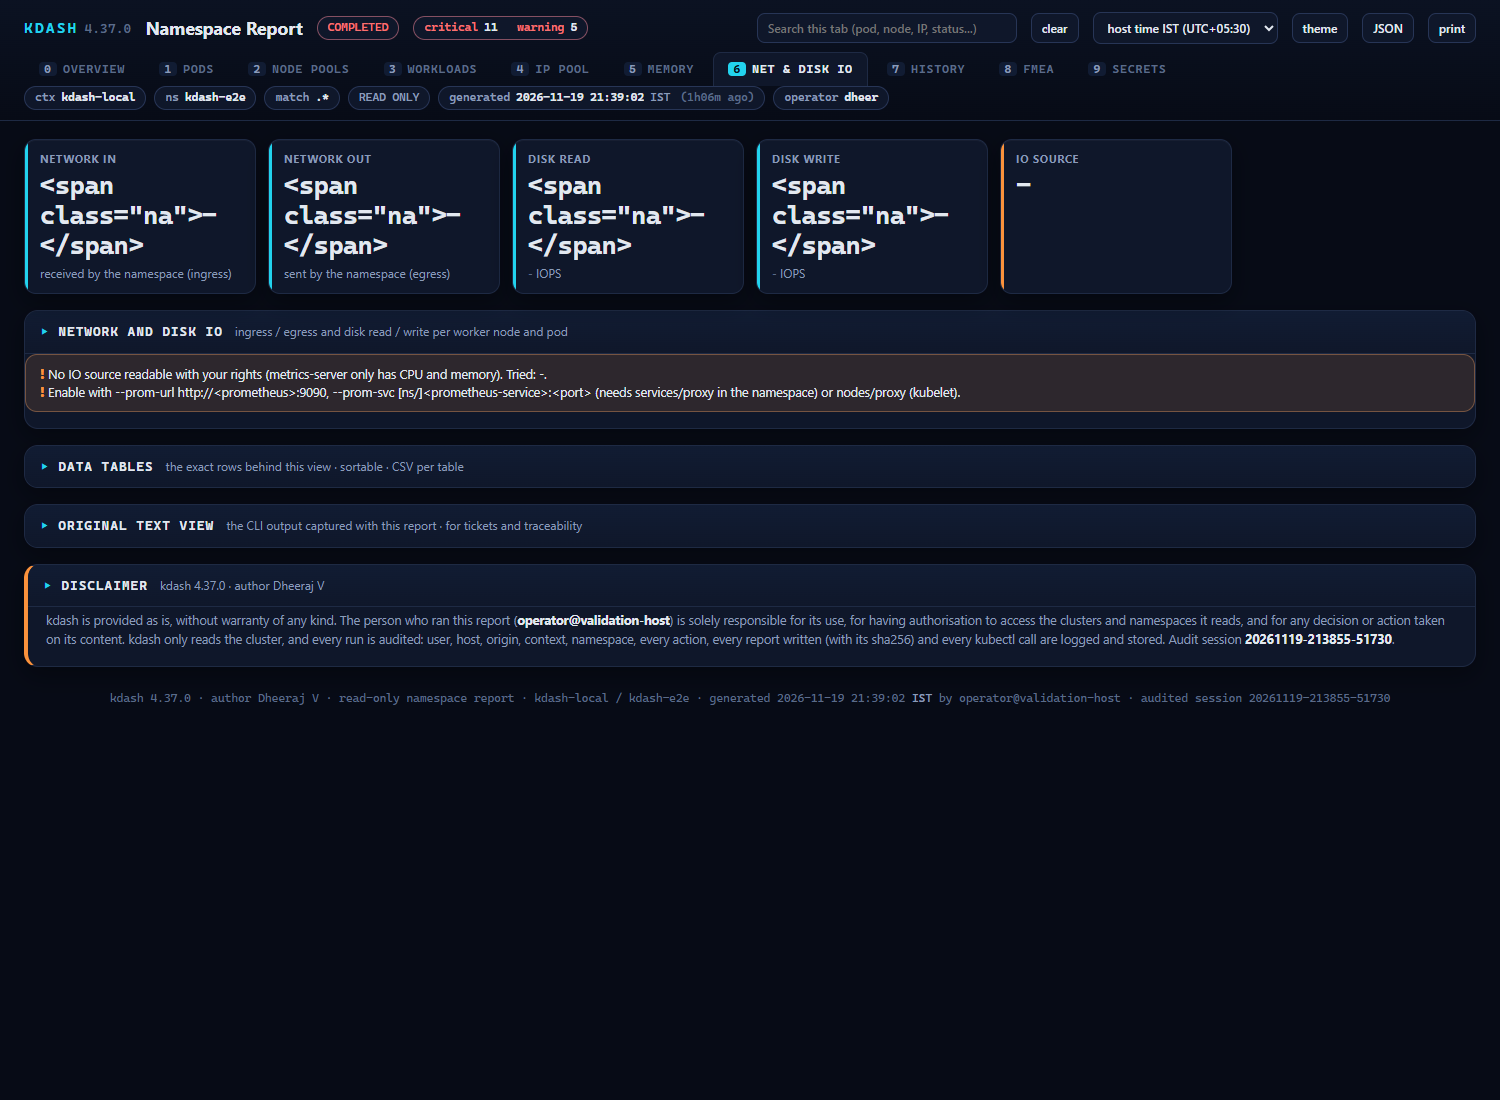 KDASH 4.37.0 Namespace Report COMPLETED critical 11 warning 5 Search this tab (pod, node, IP, status...) clear host time IST (UTC+05:30) theme JSON print
0 OVERVIEW 1 PODS 2 NODE POOLS 3 WORKLOADS 4 IP POOL 5 MEMORY 6 NET & DISK IO 7 HISTORY 8 FMEA 9 SECRETS
ctx kdash-local ns kdash-e2e match .* READ ONLY generated 2026-11-19 21:39:02 IST (1h06m ago) operator dheer
NETWORK IN
<span
class="na">-
</span>
received by the namespace (ingress)
NETWORK OUT
<span
class="na">-
</span>
sent by the namespace (egress)
DISK READ
<span
class="na">-
</span>
- IOPS
DISK WRITE
<span
class="na">-
</span>
- IOPS
IO SOURCE
-
▸ NETWORK AND DISK IO ingress / egress and disk read / write per worker node and pod
! No IO source readable with your rights (metrics-server only has CPU and memory). Tried: -.
! Enable with --prom-url http://<prometheus>:9090, --prom-svc [ns/]<prometheus-service>:<port> (needs services/proxy in the namespace) or nodes/proxy (kubelet).
▸ DATA TABLES the exact rows behind this view · sortable · CSV per table
▸ ORIGINAL TEXT VIEW the CLI output captured with this report · for tickets and traceability
▸ DISCLAIMER kdash 4.37.0 · author Dheeraj V
kdash is provided as is, without warranty of any kind. The person who ran this report (operator@validation-host) is solely responsible for its use, for having authorisation to access the clusters and namespaces it reads, and for any decision or action taken
on its content. kdash only reads the cluster, and every run is audited: user, host, origin, context, namespace, every action, every report written (with its sha256) and every kubectl call are logged and stored. Audit session 20261119-213855-51730.
kdash 4.37.0 · author Dheeraj V · read-only namespace report · kdash-local / kdash-e2e · generated 2026-11-19 21:39:02 IST by operator@validation-host · audited session 20261119-213855-51730